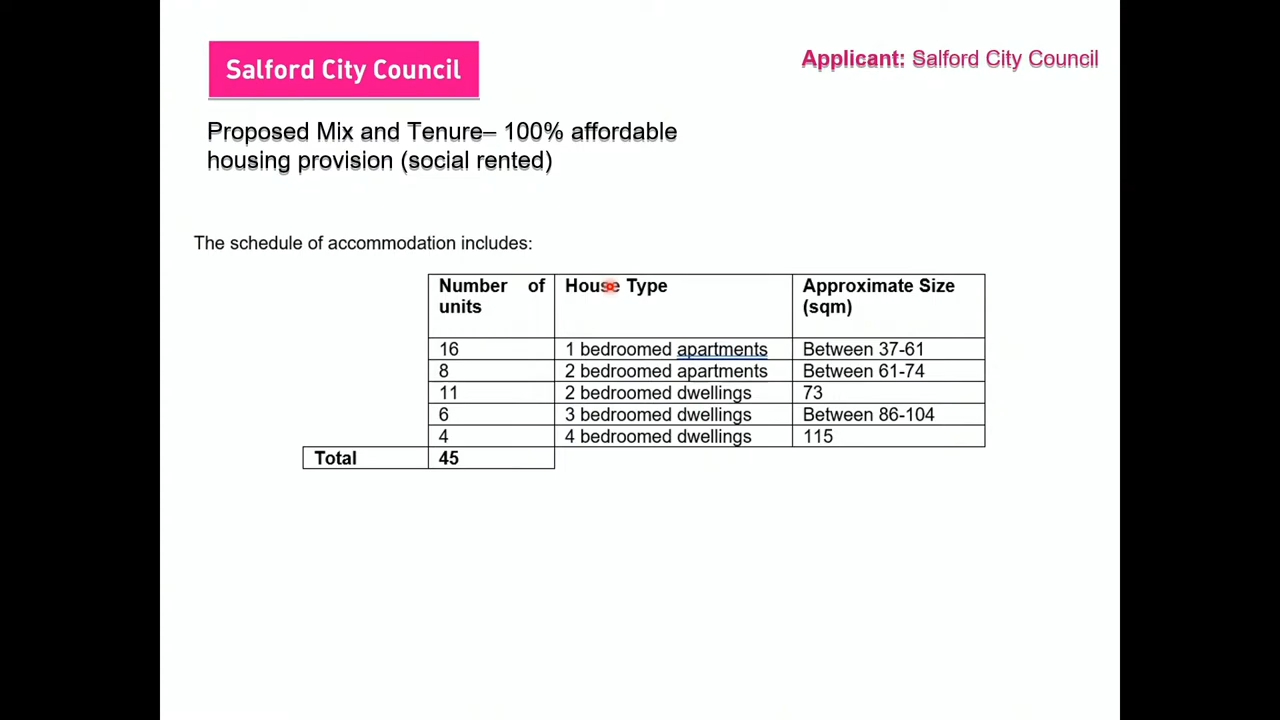 Salford City Council
Applicant: Salford City Council
Proposed Mix and Tenure– 100% affordable
housing provision (social rented)
The schedule of accommodation includes:
Number of units House Type Approximate Size (sqm)
16 1 bedroomed apartments Between 37-61
8 2 bedroomed apartments Between 61-74
11 2 bedroomed dwellings 73
6 3 bedroomed dwellings Between 86-104
4 4 bedroomed dwellings 115
Total 45